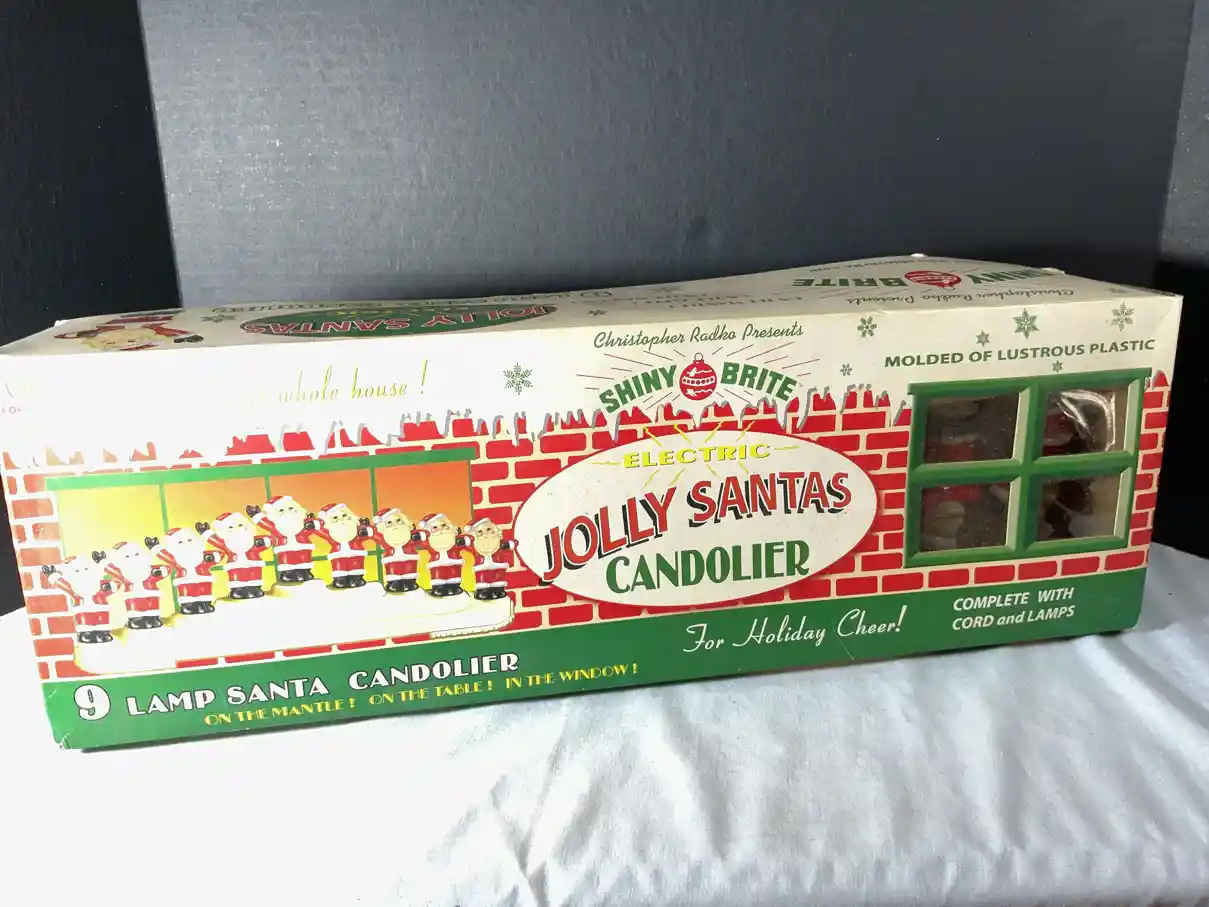 JOLLY SANTAS
SHINY BRITE
Christopher Radko Presents
whole house !
Christopher Radko Presents
SHINY BRITE
MOLDED OF LUSTROUS PLASTIC
ELECTRIC
JOLLY SANTAS
CANDOLIER
For Holiday Cheer!
COMPLETE WITH
CORD and LAMPS
9 LAMP SANTA CANDOLIER
ON THE MANTLE ! ON THE TABLE ! IN THE WINDOW !